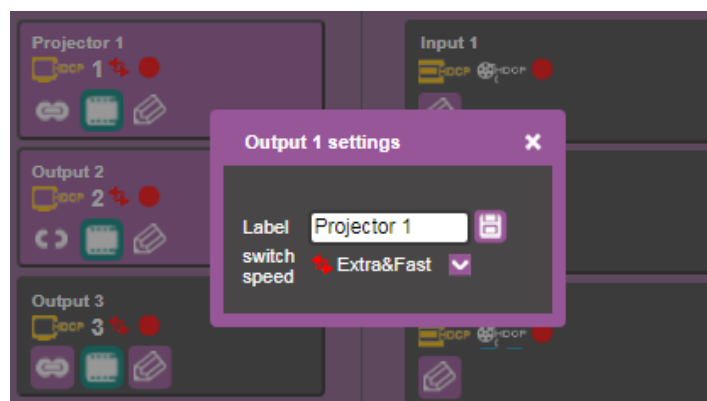 Projector 1
HDCP 1
Input 1
HDCP HDCP
Output 1 settings
Label Projector 1
switch speed Extra&Fast
Output 2
HDCP 2
Output 3
HDCP 3
HDCP HDCP